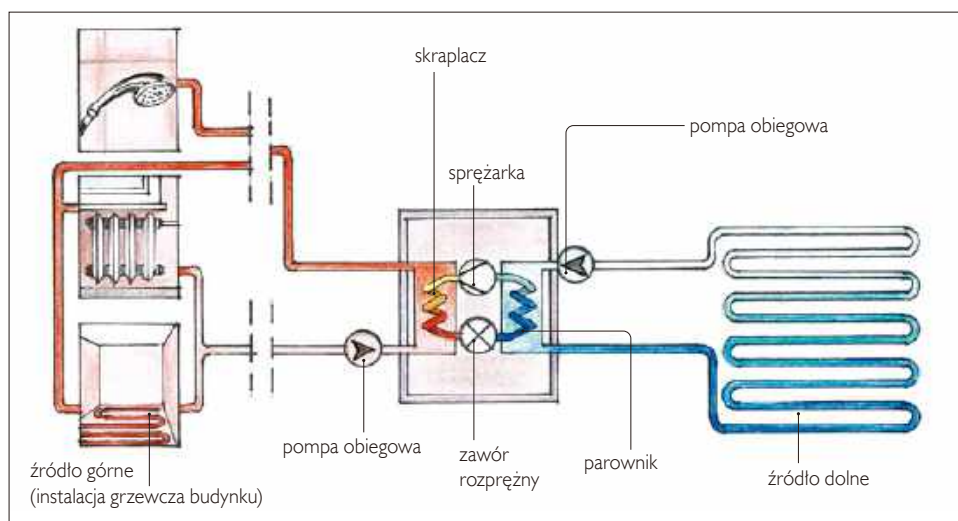 skraplacz
pompa obiegowa
sprężarka
pompa obiegowa
zawór
rozprężny
parownik
źródło dolne
źródło górne
(instalacja grzewcza budynku)